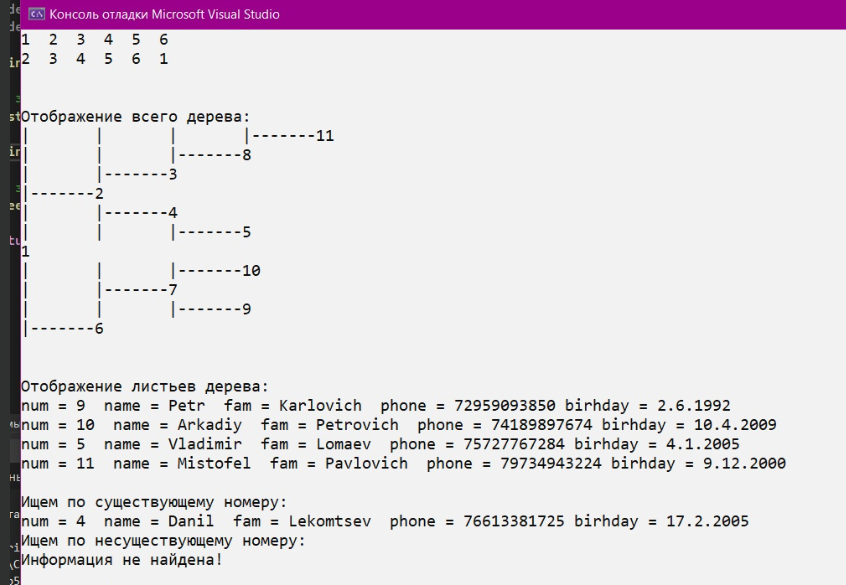 Консоль отладки Microsoft Visual Studio
1  2  3  4  5  6
2  3  4  5  6  1
Отображение всего дерева:
|       |       |       |-------11
|       |       |-------8
|       |-------3
|-------2
|       |-------4
|       |       |-------5
1
|       |       |-------10
|       |-------7
|       |       |-------9
|-------6
Отображение листьев дерева:
num = 9  name = Petr  fam = Karlovich  phone = 72959093850 birhday = 2.6.1992
num = 10  name = Arkadiy  fam = Petrovich  phone = 74189897674 birhday = 10.4.2009
num = 5  name = Vladimir  fam = Lomaev  phone = 75727767284 birhday = 4.1.2005
num = 11  name = Mistofel  fam = Pavlovich  phone = 79734943224 birhday = 9.12.2000
Ищем по существующему номеру:
num = 4  name = Danil  fam = Lekomtsev  phone = 76613381725 birhday = 17.2.2005
Ищем по несуществующему номеру:
Информация не найдена!